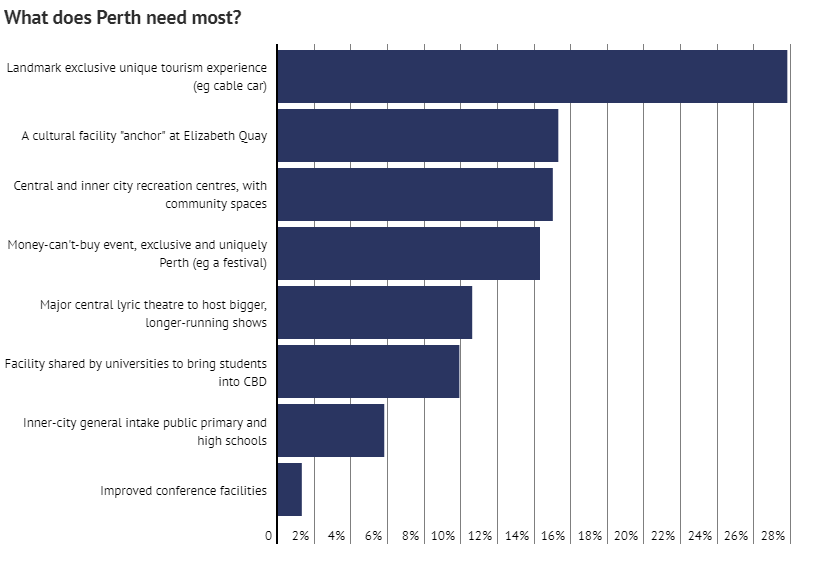 What does Perth need most?
Landmark exclusive unique tourism experience
(eg cable car)
A cultural facility "anchor" at Elizabeth Quay
Central and inner city recreation centres, with
community spaces
Money-can't-buy event, exclusive and uniquely
Perth (eg a festival)
Major central lyric theatre to host bigger,
longer-running shows
Facility shared by universities to bring students
into CBD
Inner-city general intake public primary and
high schools
Improved conference facilities
0 2% 4% 6% 8% 10% 12% 14% 16% 18% 20% 22% 24% 26% 28%